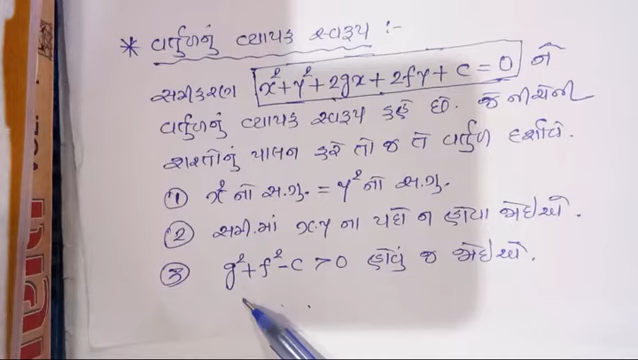 * વર્તુળનું વ્યાપક સ્વરૂપ :-
સમીકરણ x²+y²+2gx+2fy+c=0 ને
વર્તુળનું વ્યાપક સ્વરૂપ કહે છે. જે નીચેની
શરતોનું પાલન કરે તો જ તે વર્તુળ દર્શાવે.
① x² નો સ.ગુ. = y² નો સ.ગુ.
② સમી.માં x.y ના પદો ન હોવા જોઈએ.
③ g²+f²-c>0 હોવું જ જોઈએ.